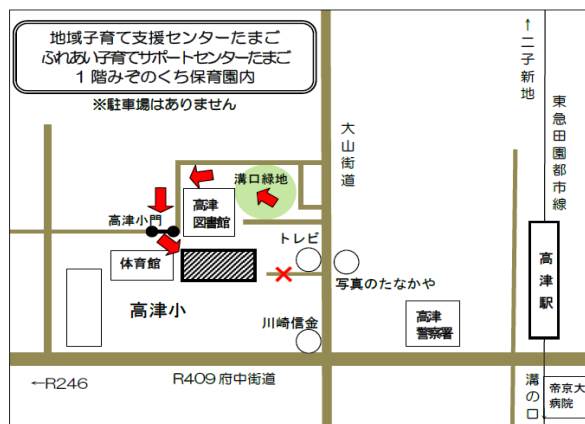 地域子育て支援センターたまご
ふれあい子育てサポートセンターたまご
1階みぞのくち保育園内
※駐車場はありません
←二子新地
東急田園都市線
大山街道
溝口緑地
高津
図書館
高津小門
体育館
トレビ
写真のたなかや
高津駅
高津小
川崎信金
高津
警察署
←R246
R409府中街道
溝の口
帝京大
病院